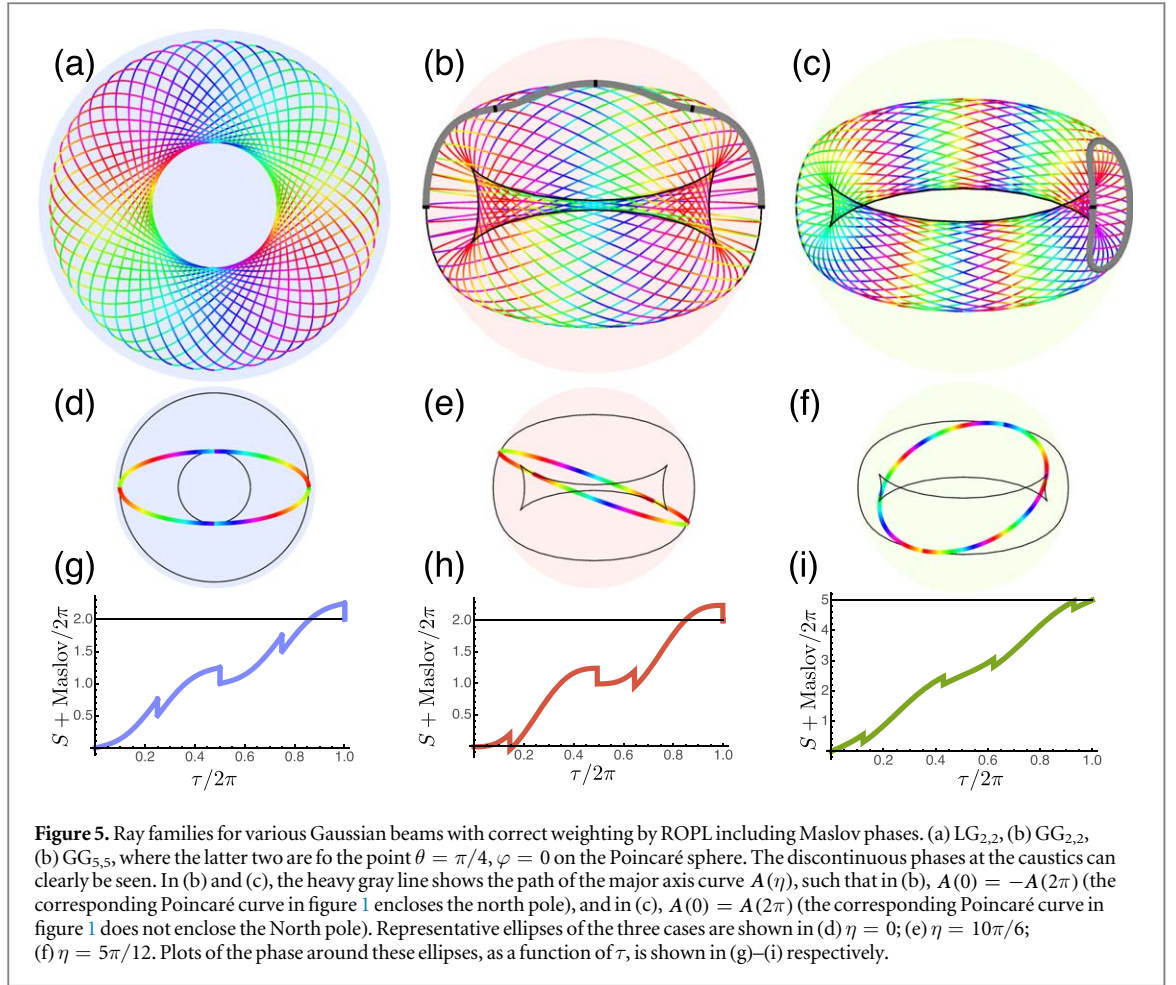 (a)
(b)
(c)
(d)
(e)
(f)
(g)
(h)
(i)
S + Maslov/2π
2.0
1.5
1.0
0.5
0.2 0.4 0.6 0.8 1.0
τ/2π
S + Maslov/2π
2.0
1.5
1.0
0.5
0.2 0.4 0.6 0.8 1.0
τ/2π
S + Maslov/2π
5
4
3
2
1
0.2 0.4 0.6 0.8 1.0
τ/2π
Figure 5. Ray families for various Gaussian beams with correct weighting by ROPL including Maslov phases. (a) LG2,2, (b) GG2,2,
(b) GG5,5, where the latter two are fo the point θ = π/4, φ = 0 on the Poincaré sphere. The discontinuous phases at the caustics can
clearly be seen. In (b) and (c), the heavy gray line shows the path of the major axis curve A(η), such that in (b), A(0) = −A(2π) (the
corresponding Poincaré curve in figure 1 encloses the north pole), and in (c), A(0) = A(2π) (the corresponding Poincaré curve in
figure 1 does not enclose the North pole). Representative ellipses of the three cases are shown in (d) η = 0; (e) η = 10π/6;
(f) η = 5π/12. Plots of the phase around these ellipses, as a function of τ, is shown in (g)–(i) respectively.